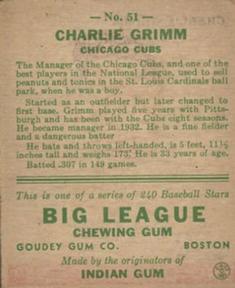 — No. 51 —
CHARLIE GRIMM
CHICAGO CUBS
The Manager of the Chicago Cubs, and one of the
best players in the National League, used to sell
peanuts and tonics in the St. Louis Cardinals ball
park, when he was a boy.
Started as an outfielder but later changed to
first base. Grimm played five years with Pitts-
burgh and has been with the Cubs eight seasons.
He became manager in 1932. He is a fine fielder
and a dangerous batter
He bats and throws left-handed, is 5 feet, 11½
inches tall and weighs 173. He is 33 years of age.
Batted .307 in 149 games.
This is one of a series of 240 Baseball Stars
BIG LEAGUE
CHEWING GUM
GOUDEY GUM CO. BOSTON
Made by the originators of
INDIAN GUM